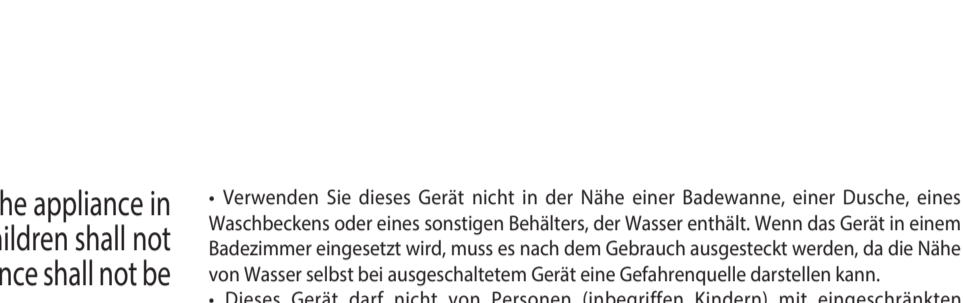 he appliance in
ildren shall not
nce shall not be
• Verwenden Sie dieses Gerät nicht in der Nähe einer Badewanne, einer Dusche, eines
Waschbeckens oder eines sonstigen Behälters, der Wasser enthält. Wenn das Gerät in einem
Badezimmer eingesetzt wird, muss es nach dem Gebrauch ausgesteckt werden, da die Nähe
von Wasser selbst bei ausgeschaltetem Gerät eine Gefahrenquelle darstellen kann.
• Dieses Gerät darf nicht von Personen (inbegriffen Kindern) mit eingeschränkten